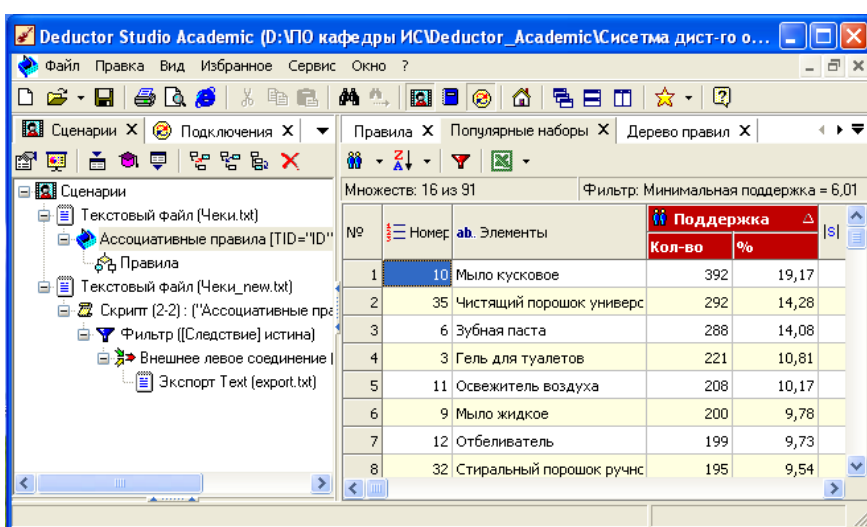 Deductor Studio Academic (D:\ПО кафедры ИС\Deductor_Academic\Сисетма дист-го о...
Файл Правка Вид Избранное Сервис Окно ?
Сценарии X Подключения X
Правила X Популярные наборы X Дерево правил X
Множеств: 16 из 91 Фильтр: Минимальная поддержка = 6,01
Сценарии
Текстовый файл (Чеки.txt)
Ассоциативные правила [TID="ID"
Правила
Текстовый файл (Чеки_new.txt)
Скрипт (2-2) : ("Ассоциативные пра
Фильтр ([Следствие] истина)
Внешнее левое соединение
Экспорт Text (export.txt)
№ Номер ab. Элементы Поддержка |S|
Кол-во %
1 10 Мыло кусковое 392 19,17
2 35 Чистящий порошок универс 292 14,28
3 6 Зубная паста 288 14,08
4 3 Гель для туалетов 221 10,81
5 11 Освежитель воздуха 208 10,17
6 9 Мыло жидкое 200 9,78
7 12 Отбеливатель 199 9,73
8 32 Стиральный порошок ручнс 195 9,54